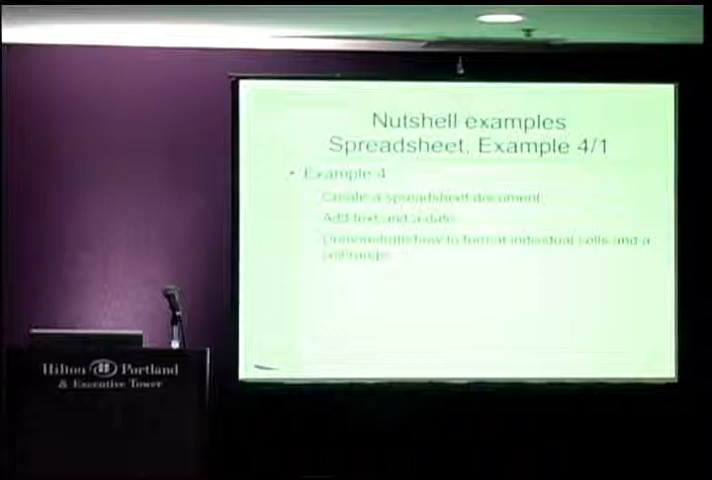 Nutshell examples
Spreadsheet, Example 4/1
• Example 4
Create a spreadsheet document
Add text and a date
Demonstrate how to format individual cells and a
cell range
Hilton Portland
& Executive Tower